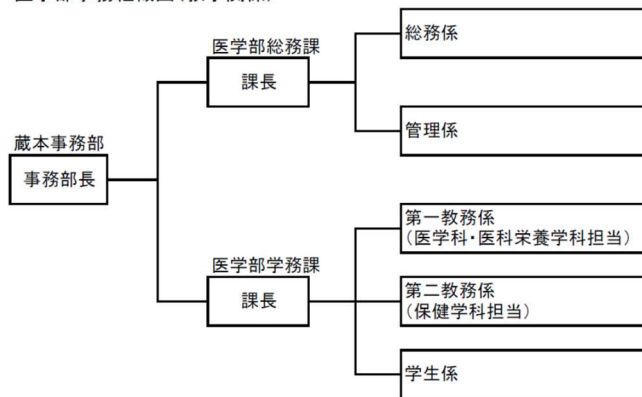 医学部総務課
課長
総務係
管理係
蔵本事務部
事務部長
医学部学務課
課長
第一教務係
(医学科・医科栄養学科担当)
第二教務係
(保健学科担当)
学生係